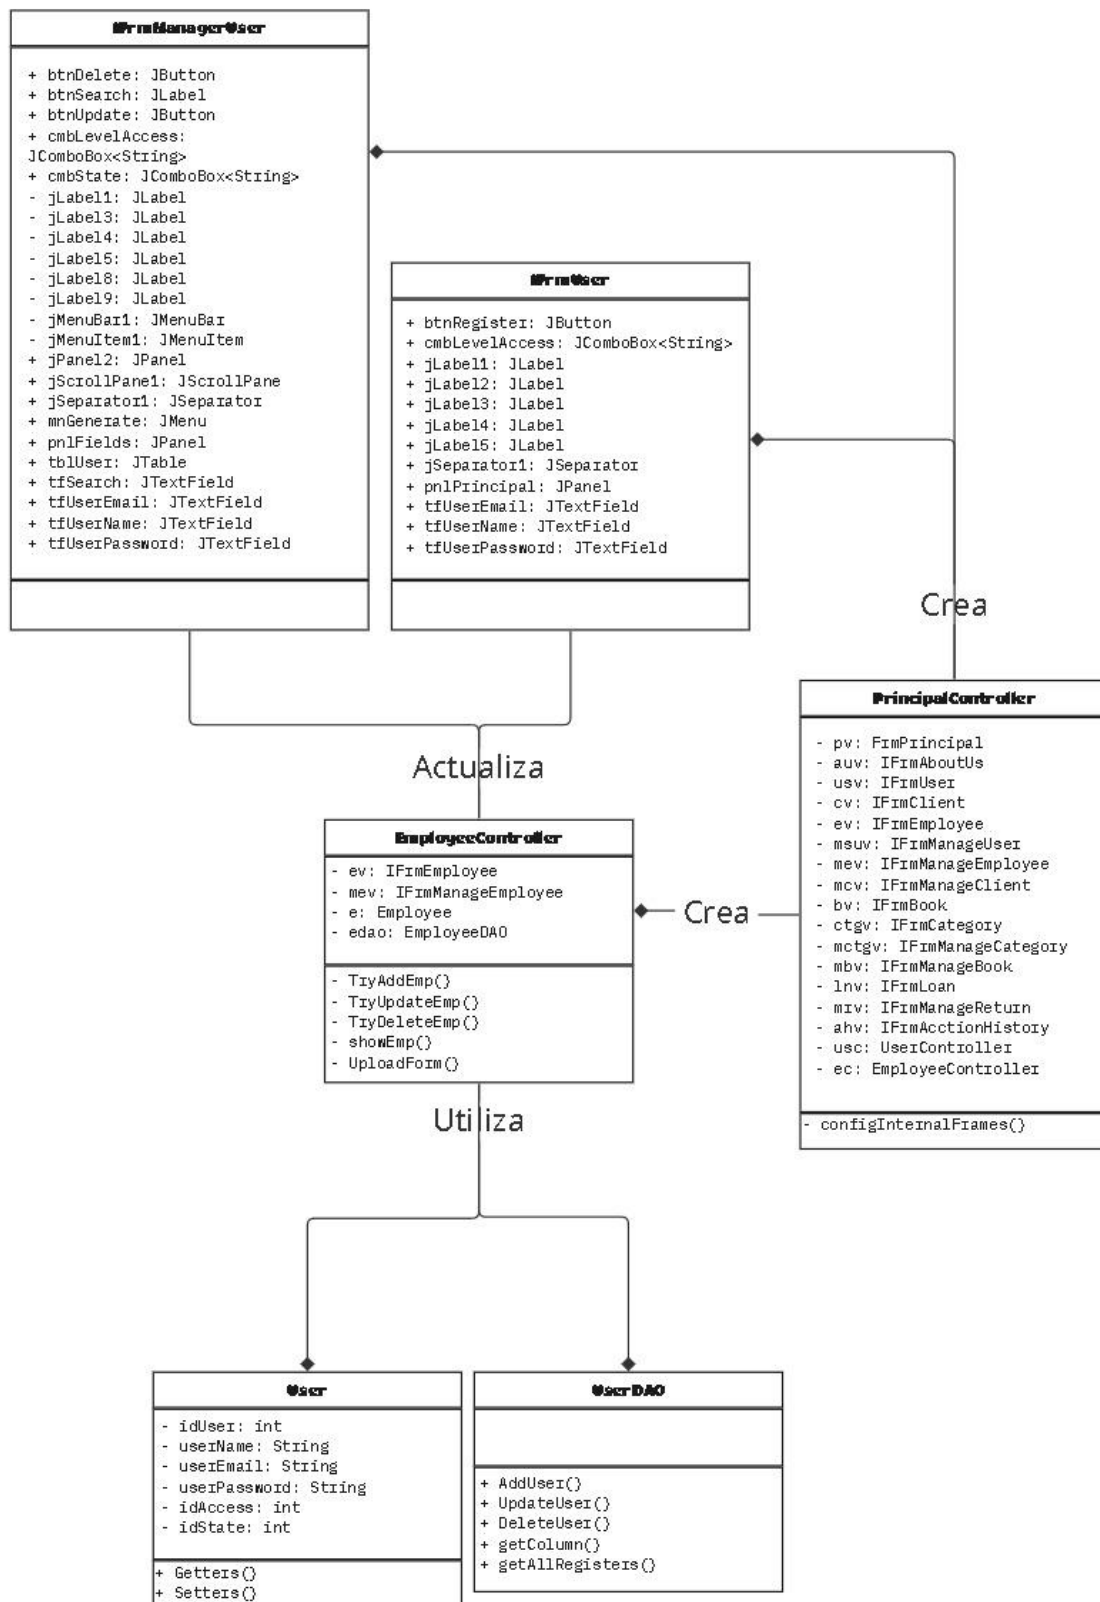 IFrmManagerUser
+ btnDelete: JButton
+ btnSearch: JLabel
+ btnUpdate: JButton
+ cmbLevelAccess:
JComboBox<String>
+ cmbState: JComboBox<String>
- jLabel1: JLabel
- jLabel3: JLabel
- jLabel4: JLabel
- jLabel5: JLabel
- jLabel8: JLabel
- jLabel9: JLabel
- jMenuBar1: JMenuBar
- jMenuItem1: JMenuItem
+ jPanel2: JPanel
+ jScrollPane1: JScrollPane
+ jSeparator1: JSeparator
+ mnGenerate: JMenu
+ pnlFields: JPanel
+ tblUser: JTable
+ tfSearch: JTextField
+ tfUserEmail: JTextField
+ tfUserName: JTextField
+ tfUserPassword: JTextField
IFrmUser
+ btnRegister: JButton
+ cmbLevelAccess: JComboBox<String>
+ jLabel1: JLabel
+ jLabel2: JLabel
+ jLabel3: JLabel
+ jLabel4: JLabel
+ jLabel5: JLabel
+ jSeparator1: JSeparator
+ pnlPrincipal: JPanel
+ tfUserEmail: JTextField
+ tfUserName: JTextField
+ tfUserPassword: JTextField
Crea
PrincipalController
- pv: FrmPrincipal
- auv: IFrmAboutUs
- usv: IFrmUser
- cv: IFrmClient
- ev: IFrmEmployee
- msuv: IFrmManageUser
- mev: IFrmManageEmployee
- mcv: IFrmManageClient
- bv: IFrmBook
- ctgv: IFrmCategory
- mctgv: IFrmManageCategory
- mbv: IFrmManageBook
- lnv: IFrmLoan
- mrv: IFrmManageReturn
- ahv: IFrmAcctionHistory
- usc: UserController
- ec: EmployeeController
- configInternalFrames()
Actualiza
EmployeeController
- ev: IFrmEmployee
- mev: IFrmManageEmployee
- e: Employee
- edao: EmployeeDAO
- TryAddEmp()
- TryUpdateEmp()
- TryDeleteEmp()
- showEmp()
- UploadForm()
Crea
Utiliza
User
- idUser: int
- userName: String
- userEmail: String
- userPassword: String
- idAccess: int
- idState: int
+ Getters()
+ Setters()
UserDAO
+ AddUser()
+ UpdateUser()
+ DeleteUser()
+ getColumn()
+ getAllRegisters()